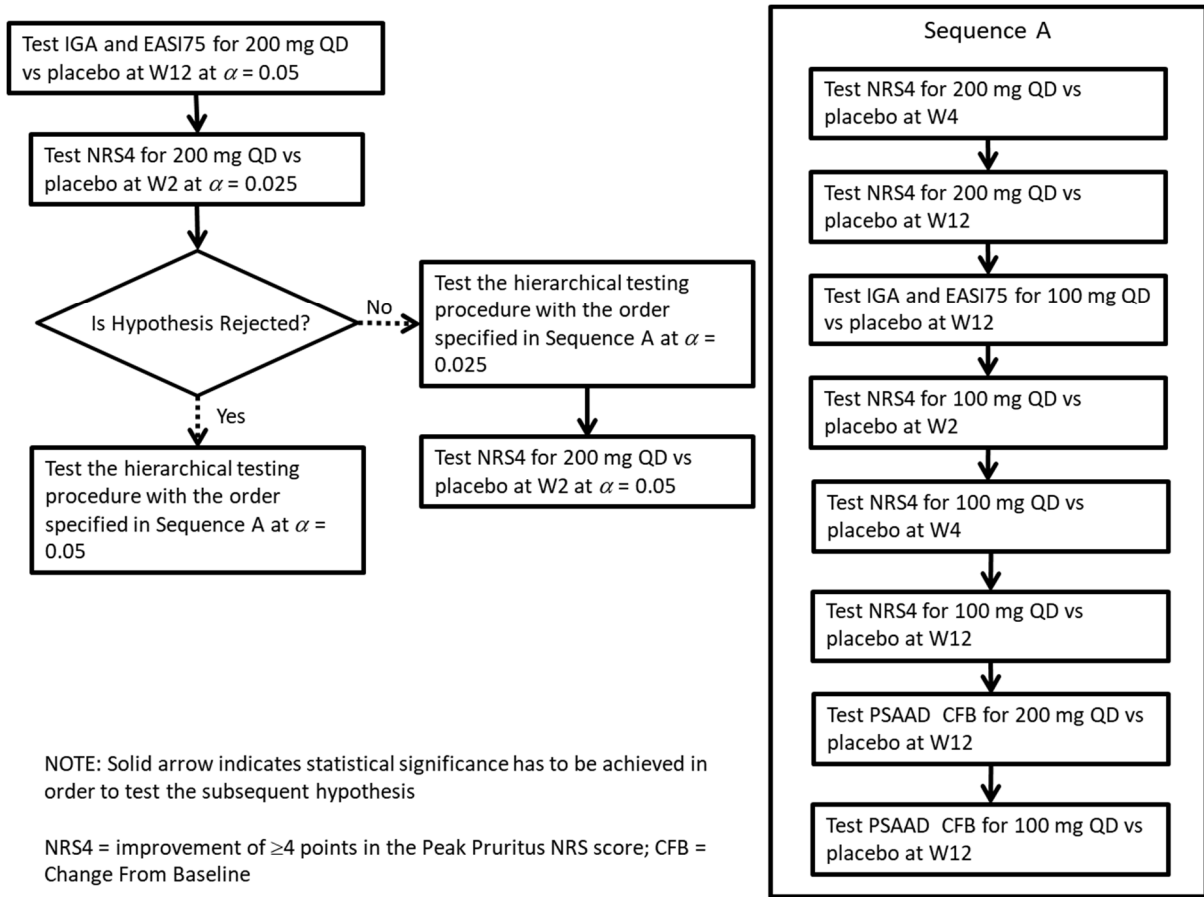 Test IGA and EASI75 for 200 mg QD
vs placebo at W12 at α = 0.05
Test NRS4 for 200 mg QD vs
placebo at W2 at α = 0.025
Is Hypothesis Rejected?
No
Yes
Test the hierarchical testing
procedure with the order
specified in Sequence A at α =
0.025
Test NRS4 for 200 mg QD vs
placebo at W2 at α = 0.05
Test the hierarchical testing
procedure with the order
specified in Sequence A at α =
0.05
NOTE: Solid arrow indicates statistical significance has to be achieved in
order to test the subsequent hypothesis
NRS4 = improvement of ≥4 points in the Peak Pruritus NRS score; CFB =
Change From Baseline
Sequence A
Test NRS4 for 200 mg QD vs
placebo at W4
Test NRS4 for 200 mg QD vs
placebo at W12
Test IGA and EASI75 for 100 mg QD
vs placebo at W12
Test NRS4 for 100 mg QD vs
placebo at W2
Test NRS4 for 100 mg QD vs
placebo at W4
Test NRS4 for 100 mg QD vs
placebo at W12
Test PSAAD CFB for 200 mg QD vs
placebo at W12
Test PSAAD CFB for 100 mg QD vs
placebo at W12